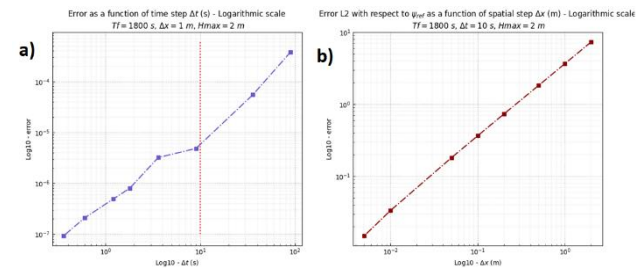 Error as a function of time step Δt (s) - Logarithmic scale
Tf = 1800 s, Δx = 1 m, Hmax = 2 m
a)
10⁻⁴
10⁻⁵
10⁻⁶
10⁻⁷
Log10 - error
10⁰
10¹
10²
Log10 - Δt (s)
Error L2 with respect to ψref as a function of spatial step Δx (m) - Logarithmic scale
Tf = 1800 s, Δt = 10 s, Hmax = 2 m
b)
10¹
10⁰
10⁻¹
Log10 - error
10⁻²
10⁻¹
10⁰
Log10 - Δx (m)